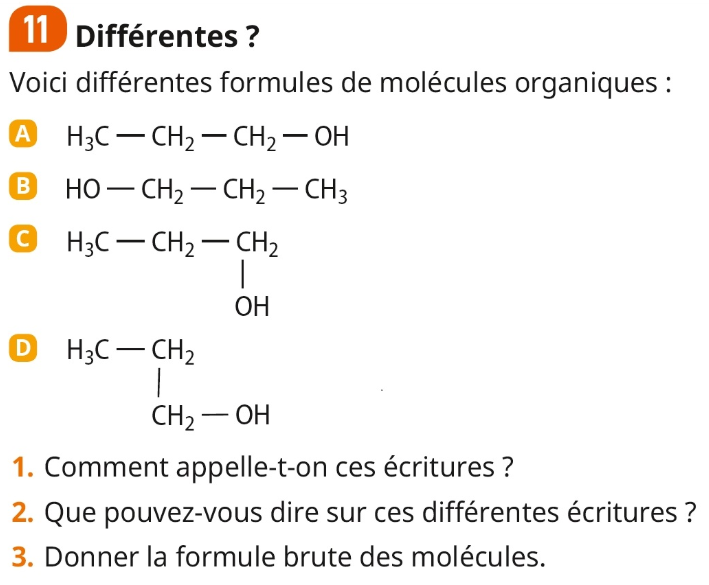 11 Différentes ?
Voici différentes formules de molécules organiques :
A H₃C — CH₂ — CH₂ — OH
B HO — CH₂ — CH₂ — CH₃
C H₃C — CH₂ — CH₂
|
OH
D H₃C — CH₂
|
CH₂ — OH
1. Comment appelle-t-on ces écritures ?
2. Que pouvez-vous dire sur ces différentes écritures ?
3. Donner la formule brute des molécules.